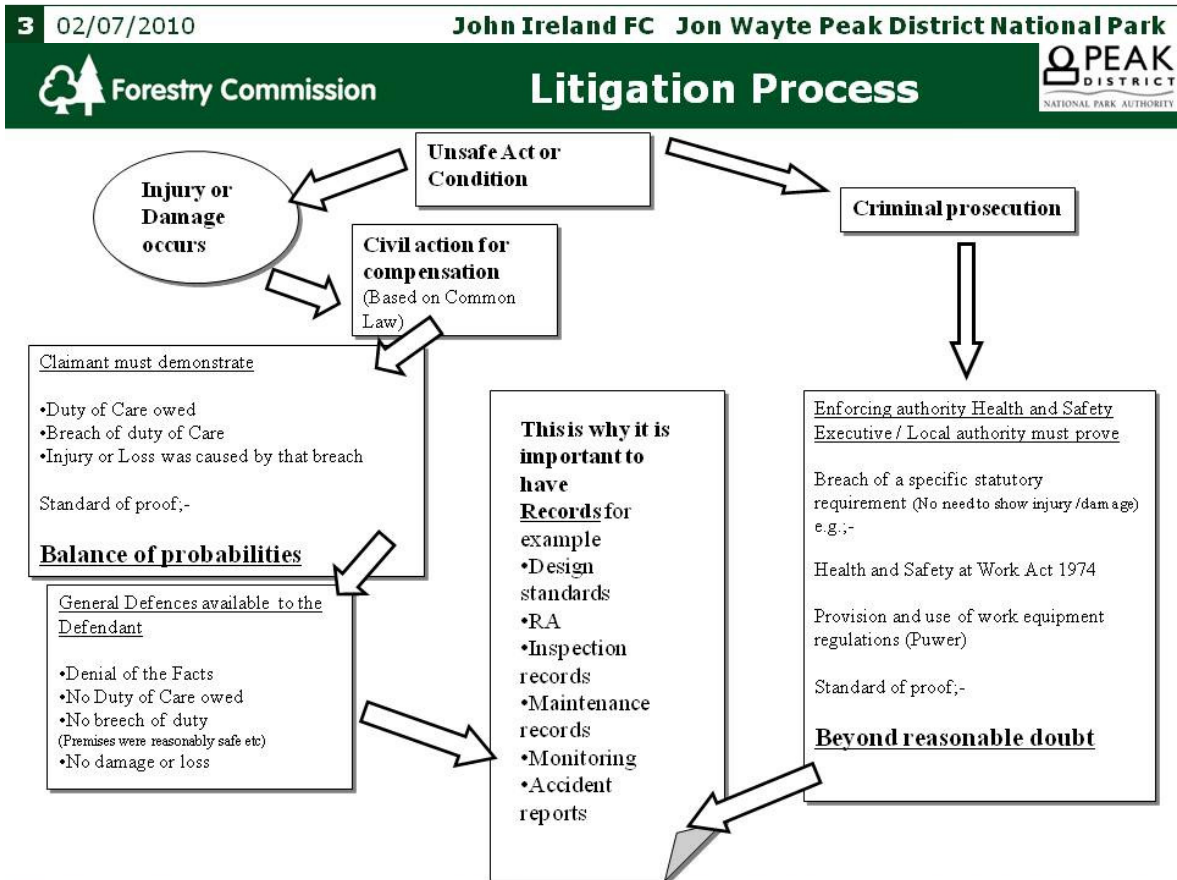 3 02/07/2010 John Ireland FC Jon Wayte Peak District National Park
Forestry Commission
Litigation Process
PEAK
DISTRICT
NATIONAL PARK AUTHORITY
Unsafe Act or
Condition
Injury or
Damage
occurs
Criminal prosecution
Civil action for
compensation
(Based on Common
Law)
Claimant must demonstrate
•Duty of Care owed
•Breach of duty of Care
•Injury or Loss was caused by that breach
Standard of proof;-
Balance of probabilities
General Defences available to the
Defendant
•Denial of the Facts
•No Duty of Care owed
•No breech of duty
(Premises were reasonably safe etc)
•No damage or loss
This is why it is
important to
have
Records for
example
•Design
standards
•RA
•Inspection
records
•Maintenance
records
•Monitoring
•Accident
reports
Enforcing authority Health and Safety
Executive / Local authority must prove
Breach of a specific statutory
requirement (No need to show injury /damage)
e.g.;-
Health and Safety at Work Act 1974
Provision and use of work equipment
regulations (Puwer)
Standard of proof;-
Beyond reasonable doubt